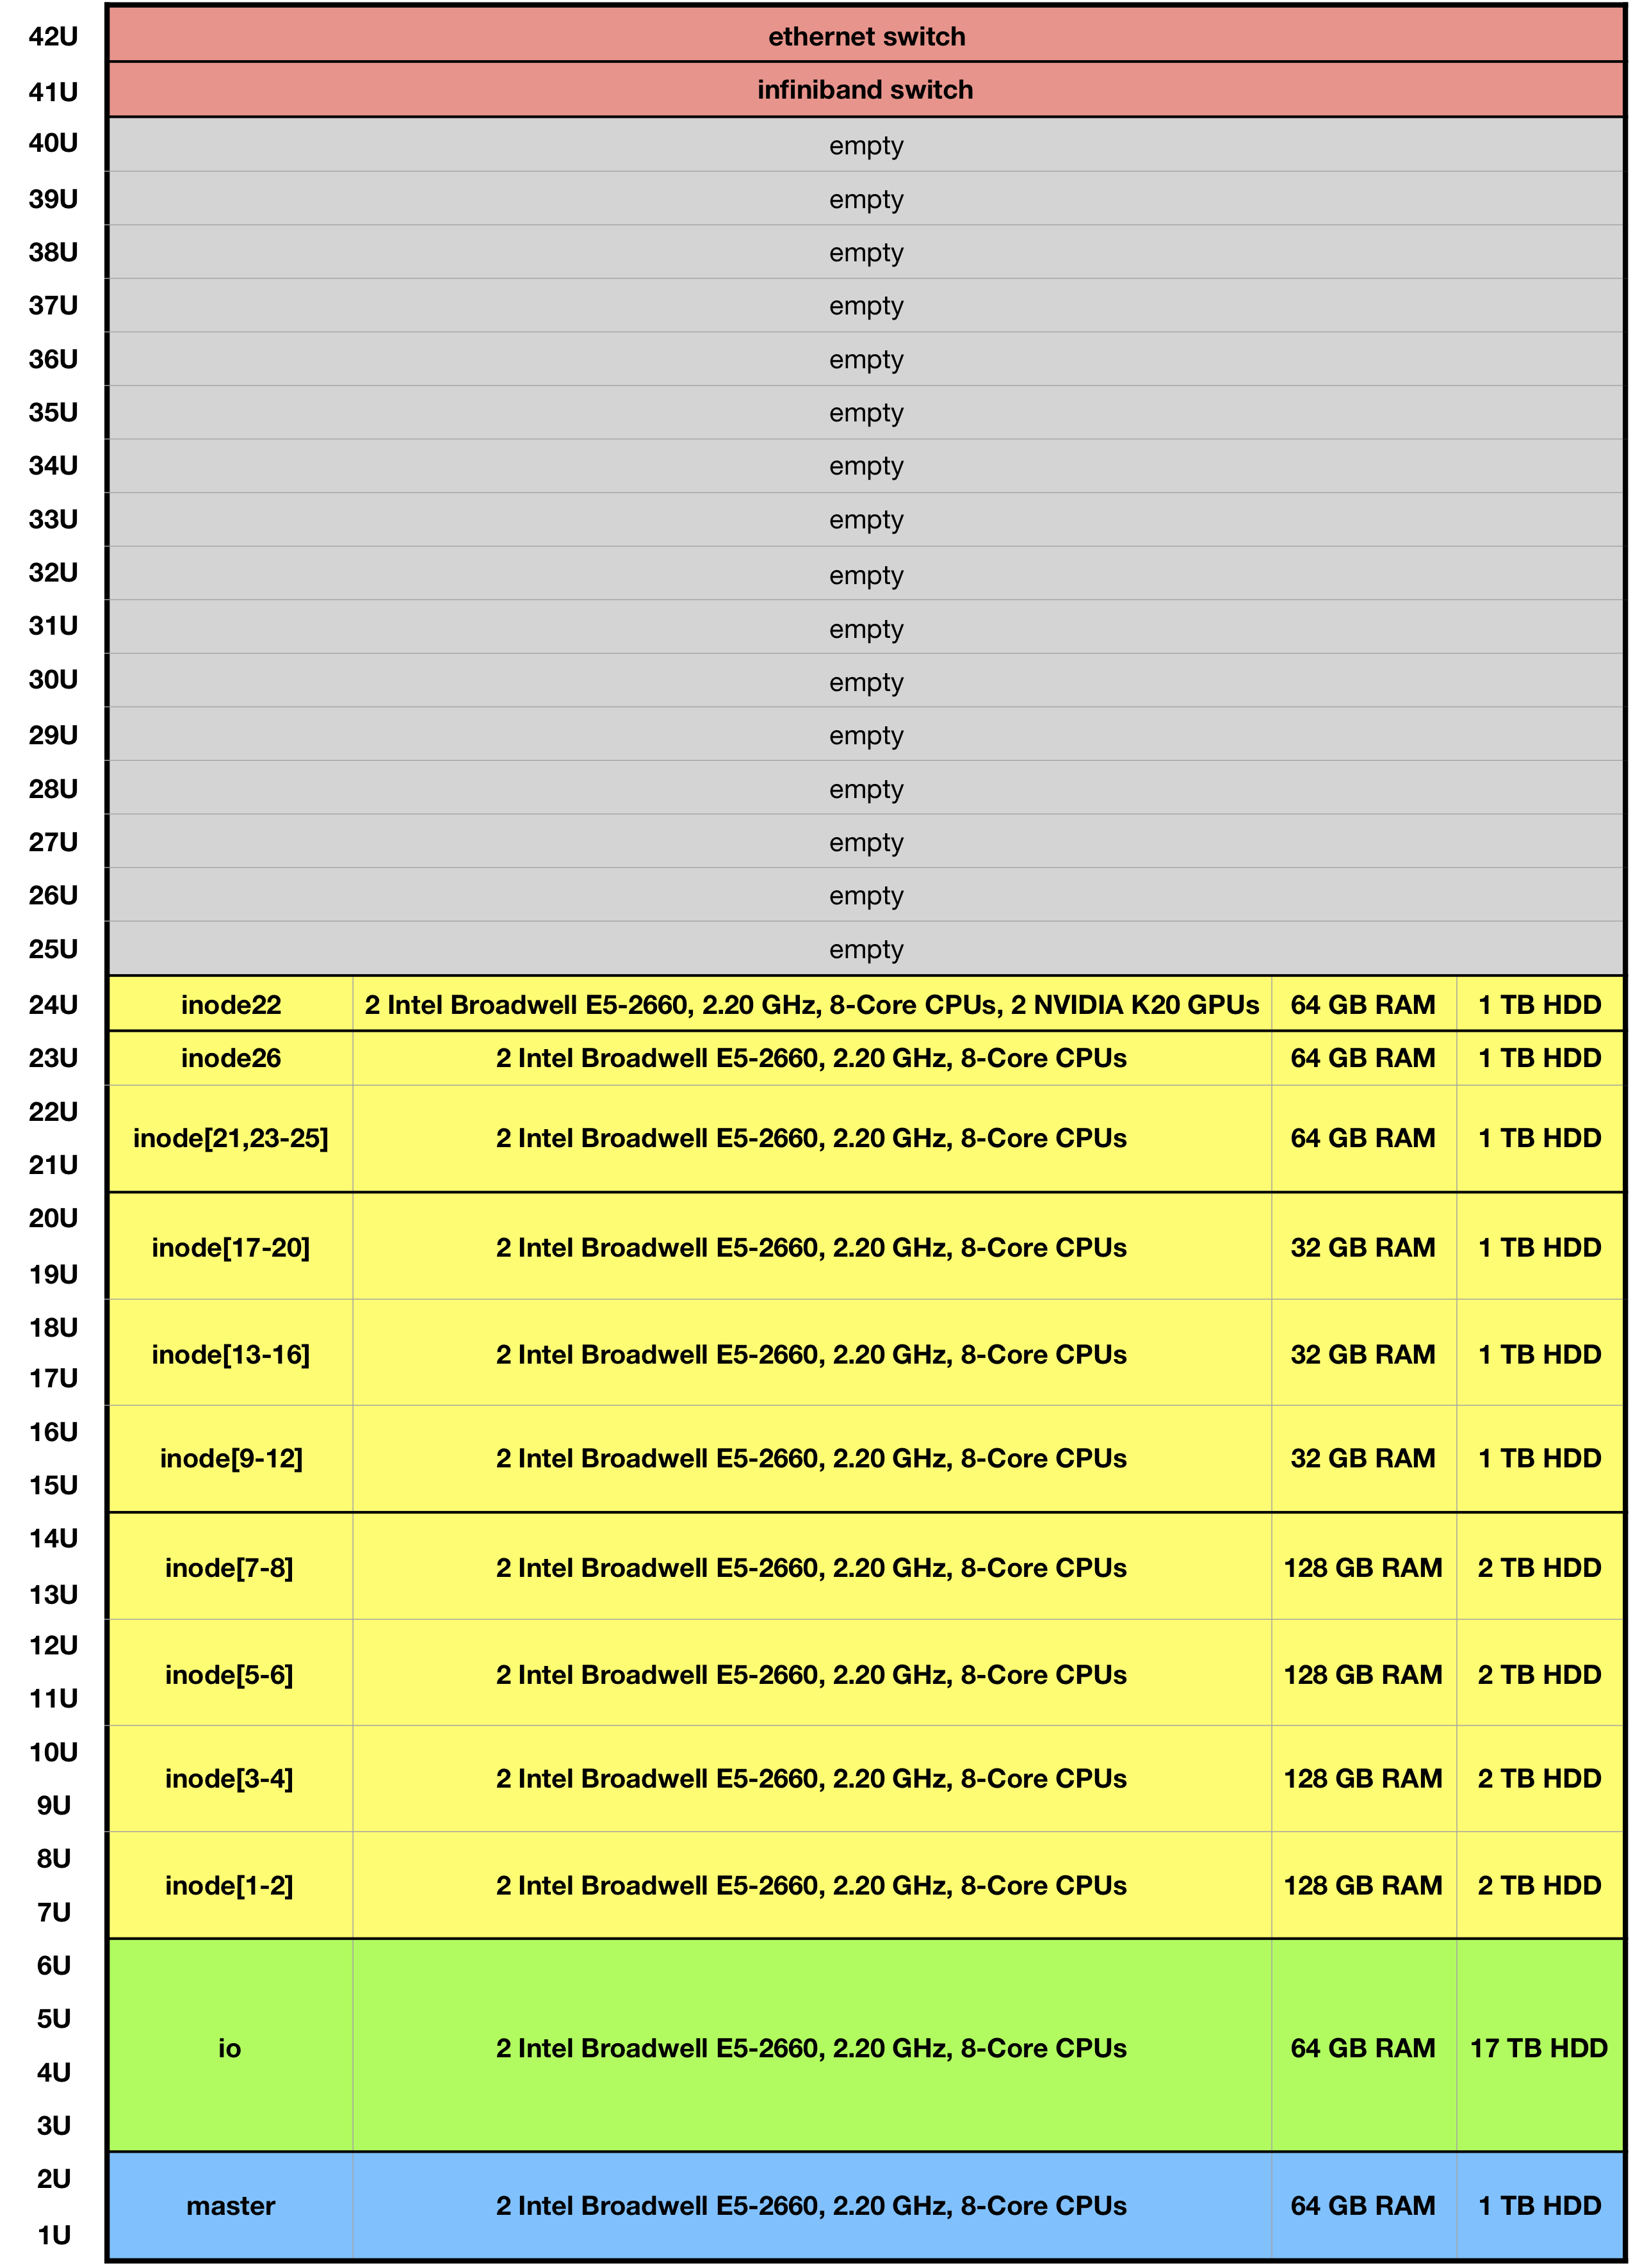 42U ethernet switch
41U infiniband switch
40U empty
39U empty
38U empty
37U empty
36U empty
35U empty
34U empty
33U empty
32U empty
31U empty
30U empty
29U empty
28U empty
27U empty
26U empty
25U empty
24U inode22 2 Intel Broadwell E5-2660, 2.20 GHz, 8-Core CPUs, 2 NVIDIA K20 GPUs 64 GB RAM 1 TB HDD
23U inode26 2 Intel Broadwell E5-2660, 2.20 GHz, 8-Core CPUs 64 GB RAM 1 TB HDD
22U
inode[21,23-25] 2 Intel Broadwell E5-2660, 2.20 GHz, 8-Core CPUs 64 GB RAM 1 TB HDD
21U
20U
inode[17-20] 2 Intel Broadwell E5-2660, 2.20 GHz, 8-Core CPUs 32 GB RAM 1 TB HDD
19U
18U
inode[13-16] 2 Intel Broadwell E5-2660, 2.20 GHz, 8-Core CPUs 32 GB RAM 1 TB HDD
17U
16U
inode[9-12] 2 Intel Broadwell E5-2660, 2.20 GHz, 8-Core CPUs 32 GB RAM 1 TB HDD
15U
14U
inode[7-8] 2 Intel Broadwell E5-2660, 2.20 GHz, 8-Core CPUs 128 GB RAM 2 TB HDD
13U
12U
inode[5-6] 2 Intel Broadwell E5-2660, 2.20 GHz, 8-Core CPUs 128 GB RAM 2 TB HDD
11U
10U
inode[3-4] 2 Intel Broadwell E5-2660, 2.20 GHz, 8-Core CPUs 128 GB RAM 2 TB HDD
9U
8U
inode[1-2] 2 Intel Broadwell E5-2660, 2.20 GHz, 8-Core CPUs 128 GB RAM 2 TB HDD
7U
6U
5U
io 2 Intel Broadwell E5-2660, 2.20 GHz, 8-Core CPUs 64 GB RAM 17 TB HDD
4U
3U
2U
master 2 Intel Broadwell E5-2660, 2.20 GHz, 8-Core CPUs 64 GB RAM 1 TB HDD
1U